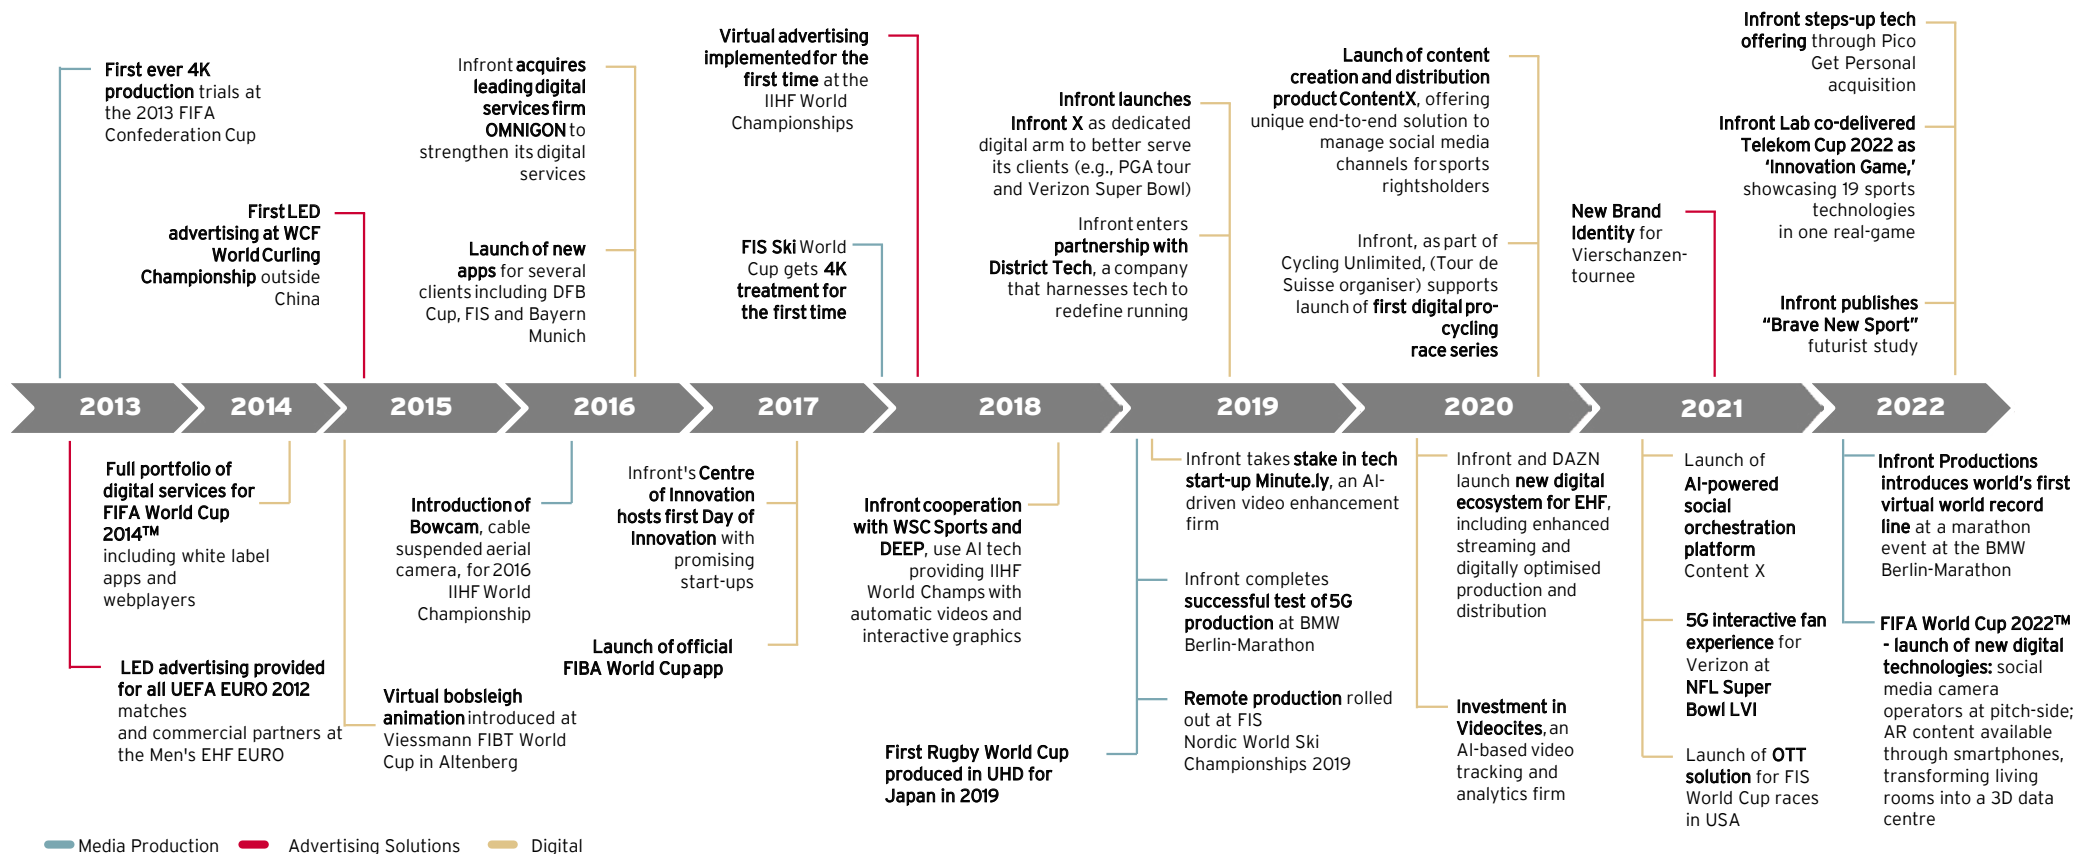 First ever 4K
production trials at
the 2013 FIFA
Confederation Cup
First LED
advertising at WCF
World Curling
Championship outside
China
Infront acquires
leading digital
services firm
OMNIGON to
strengthen its digital
services
Launch of new
apps for several
clients including DFB
Cup, FIS and Bayern
Munich
Virtual advertising
implemented for the
first time at the
IIHF World
Championships
FIS Ski World
Cup gets 4K
treatment for
the first time
Infront launches
Infront X as dedicated
digital arm to better serve
its clients (e.g., PGA tour
and Verizon Super Bowl)
Infront enters
partnership with
District Tech, a company
that harnesses tech to
redefine running
Launch of content
creation and distribution
product ContentX, offering
unique end-to-end solution to
manage social media
channels for sports
rightsholders
Infront, as part of
Cycling Unlimited, (Tour de
Suisse organiser) supports
launch of first digital pro-
cycling
race series
New Brand
Identity for
Vierschanzen-
tournee
Infront steps-up tech
offering through Pico
Get Personal
acquisition
Infront Lab co-delivered
Telekom Cup 2022 as
‘Innovation Game,’
showcasing 19 sports
technologies
in one real-game
Infront publishes
“Brave New Sport”
futurist study
2013
2014
2015
2016
2017
2018
2019
2020
2021
2022
Full portfolio of
digital services for
FIFA World Cup
2014™
including white label
apps and
webplayers
LED advertising provided
for all UEFA EURO 2012
matches
and commercial partners at
the Men's EHF EURO
Virtual bobsleigh
animation introduced at
Viessmann FIBT World
Cup in Altenberg
Introduction of
Bowcam, cable
suspended aerial
camera, for 2016
IIHF World
Championship
Infront's Centre
of Innovation
hosts first Day of
Innovation with
promising
start-ups
Launch of official
FIBA World Cup app
Infront cooperation
with WSC Sports and
DEEP, use AI tech
providing IIHF
World Champs with
automatic videos and
interactive graphics
First Rugby World Cup
produced in UHD for
Japan in 2019
Infront takes stake in tech
start-up Minute.ly, an AI-
driven video enhancement
firm
Infront completes
successful test of 5G
production at BMW
Berlin-Marathon
Remote production rolled
out at FIS
Nordic World Ski
Championships 2019
Infront and DAZN
launch new digital
ecosystem for EHF,
including enhanced
streaming and
digitally optimised
production and
distribution
Investment in
Videocites, an
AI-based video
tracking and
analytics firm
Launch of
AI-powered
social
orchestration
platform
Content X
5G interactive fan
experience for
Verizon at
NFL Super
Bowl LVI
Launch of OTT
solution for FIS
World Cup races
in USA
Infront Productions
introduces world’s first
virtual world record
line at a marathon
event at the BMW
Berlin-Marathon
FIFA World Cup 2022™
- launch of new digital
technologies: social
media camera
operators at pitch-side;
AR content available
through smartphones,
transforming living
rooms into a 3D data
centre
Media Production
Advertising Solutions
Digital